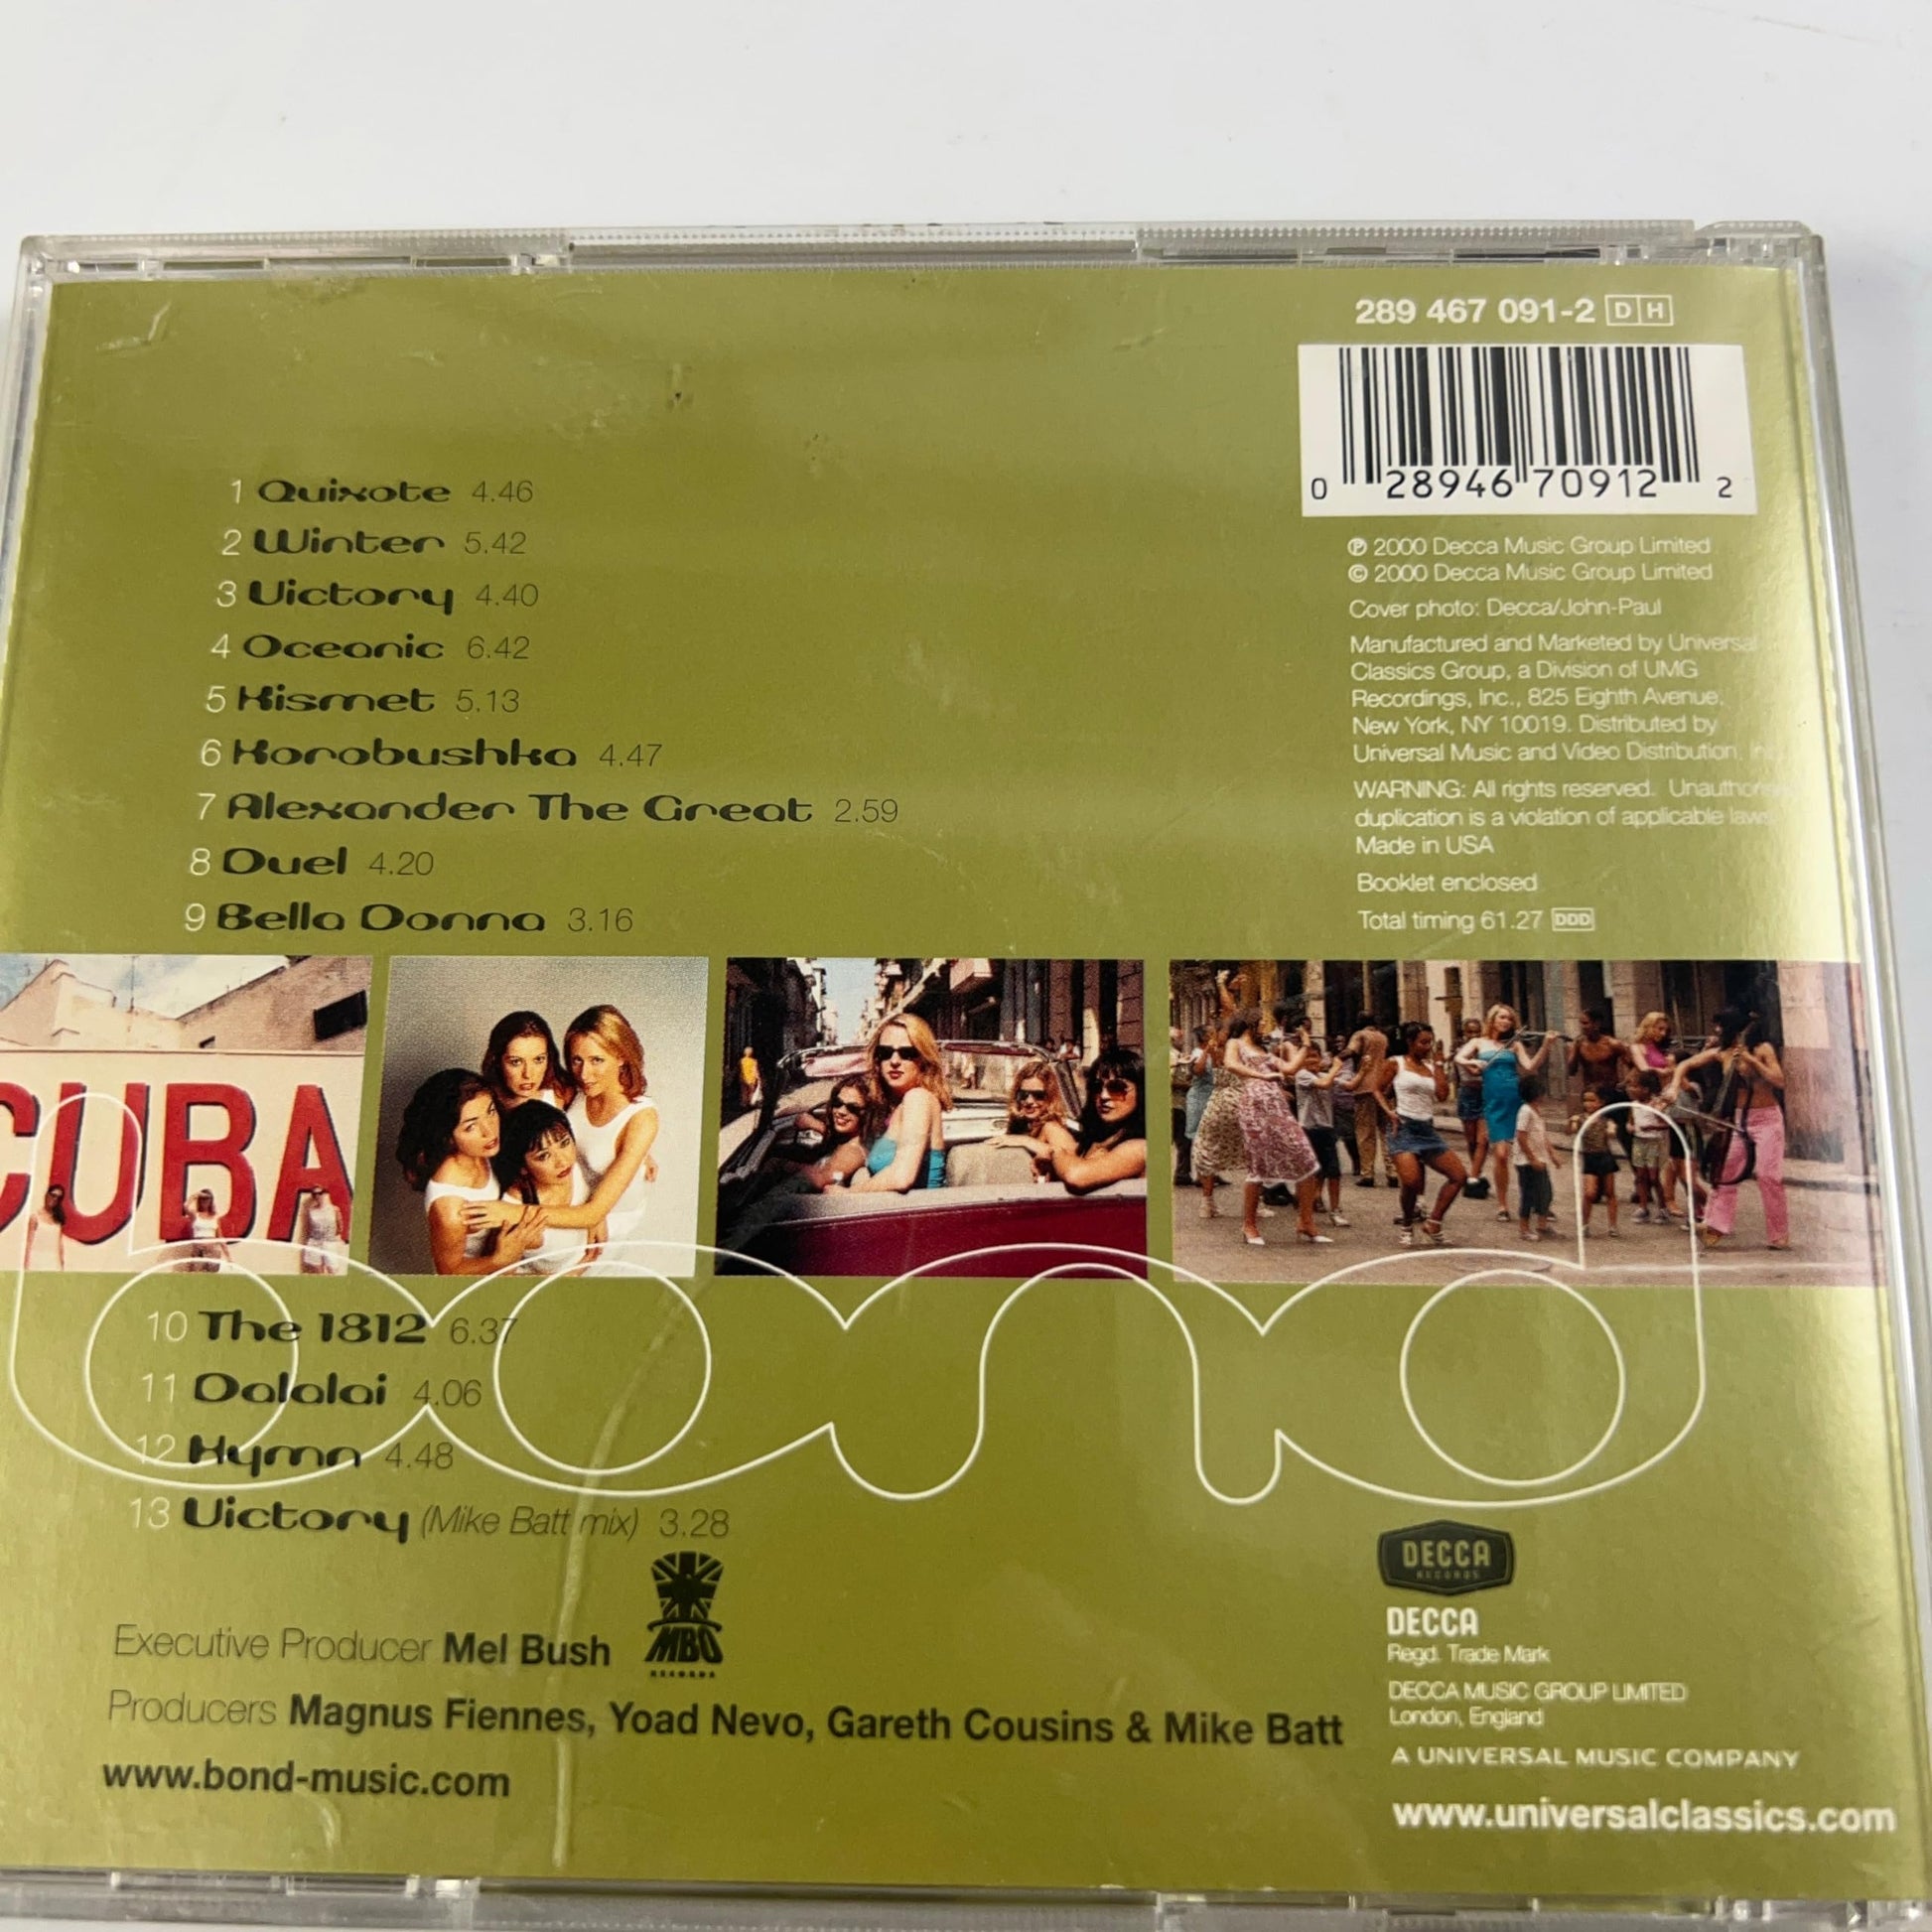 289 467 091-2 D H
0 28946 70912 2
1 Quixote 4.46
2 Winter 5.42
3 Victory 4.40
4 Oceanic 6.42
5 Kismet 5.13
6 Korobushka 4.47
7 Alexander The Great 2.59
8 Duel 4.20
9 Bella Donna 3.16
℗ 2000 Decca Music Group Limited
© 2000 Decca Music Group Limited
Cover photo: Decca/John-Paul
Manufactured and Marketed by Universal
Classics Group, a Division of UMG
Recordings, Inc., 825 Eighth Avenue,
New York, NY 10019. Distributed by
Universal Music and Video Distribution,
WARNING: All rights reserved.
duplication is a violation of applicable laws.
Made in USA
Booklet enclosed
Total timing 61.27 DDD
CUBA
bond
10 The 1812 6.37
11 Dalalai 4.06
12 Hymn 4.48
13 Victory (Mike Batt mix) 3.28
Executive Producer Mel Bush
MBO
RECORDS
Producers Magnus Fiennes, Yoad Nevo, Gareth Cousins & Mike Batt
www.bond-music.com
DECCA
RECORDS
DECCA
Regd. Trade Mark
DECCA MUSIC GROUP LIMITED
London, England
A UNIVERSAL MUSIC COMPANY
www.universalclassics.com